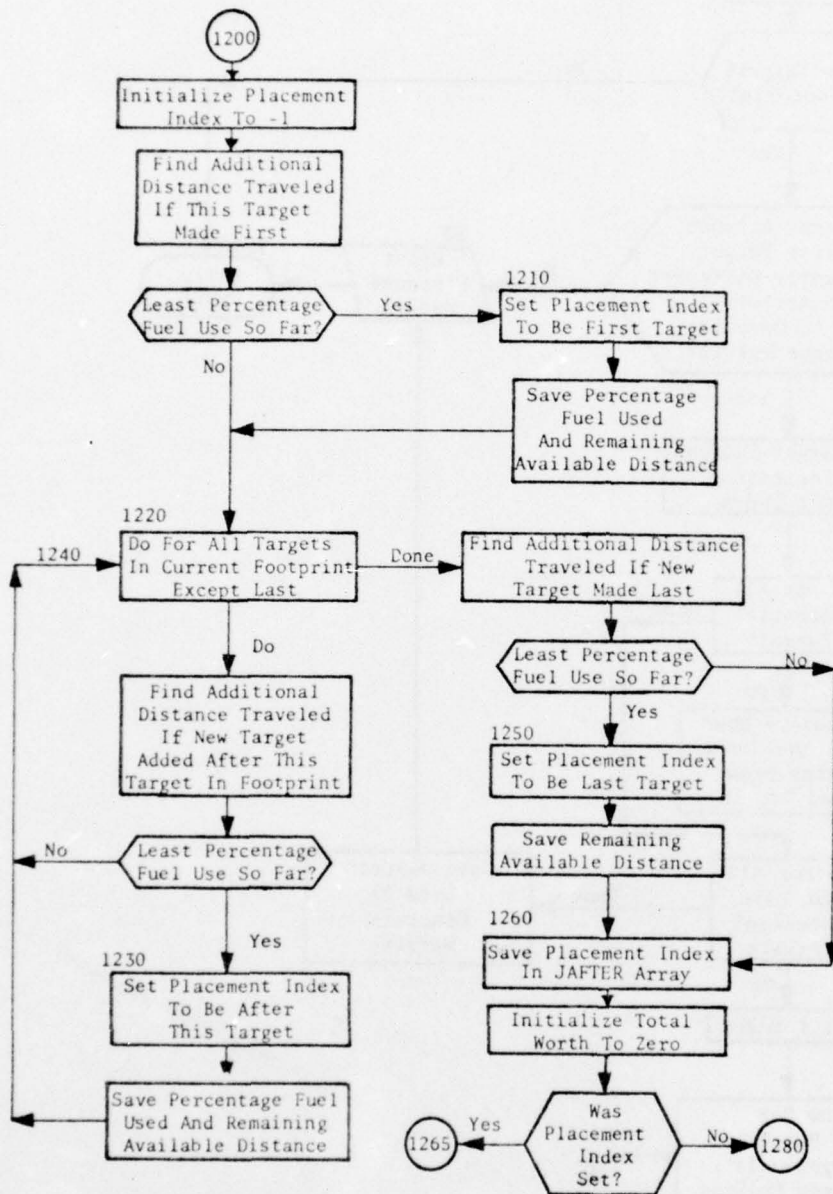 1200
Initialize Placement
Index To -1
Find Additional
Distance Traveled
If This Target
Made First
Least Percentage
Fuel Use So Far?
Yes
No
1210
Set Placement Index
To Be First Target
Save Percentage
Fuel Used
And Remaining
Available Distance
1220
1240
Do For All Targets
In Current Footprint
Except Last
Done
Do
Find Additional Distance
Traveled If New
Target Made Last
Least Percentage
Fuel Use So Far?
No
Yes
Find Additional
Distance Traveled
If New Target
Added After This
Target In Footprint
1250
Set Placement Index
To Be Last Target
Least Percentage
Fuel Use So Far?
No
Yes
Save Remaining
Available Distance
1230
Set Placement Index
To Be After
This Target
1260
Save Placement Index
In JAFTER Array
Initialize Total
Worth To Zero
Save Percentage Fuel
Used And Remaining
Available Distance
Was
Placement
Index
Set?
Yes
1265
No
1280